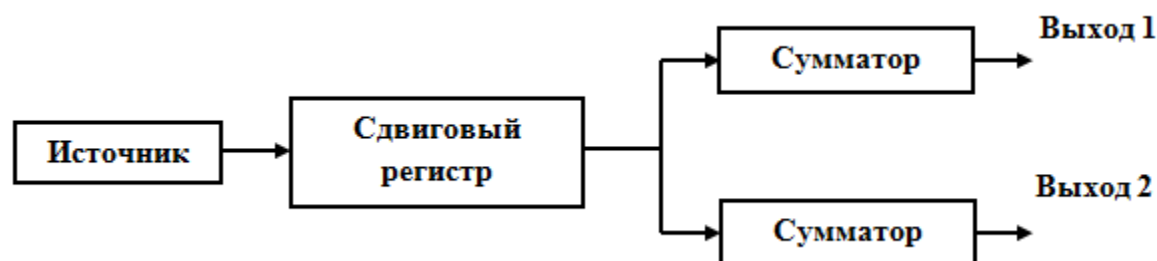 Выход 1
Сумматор
Сдвиговый
регистр
Источник
Выход 2
Сумматор